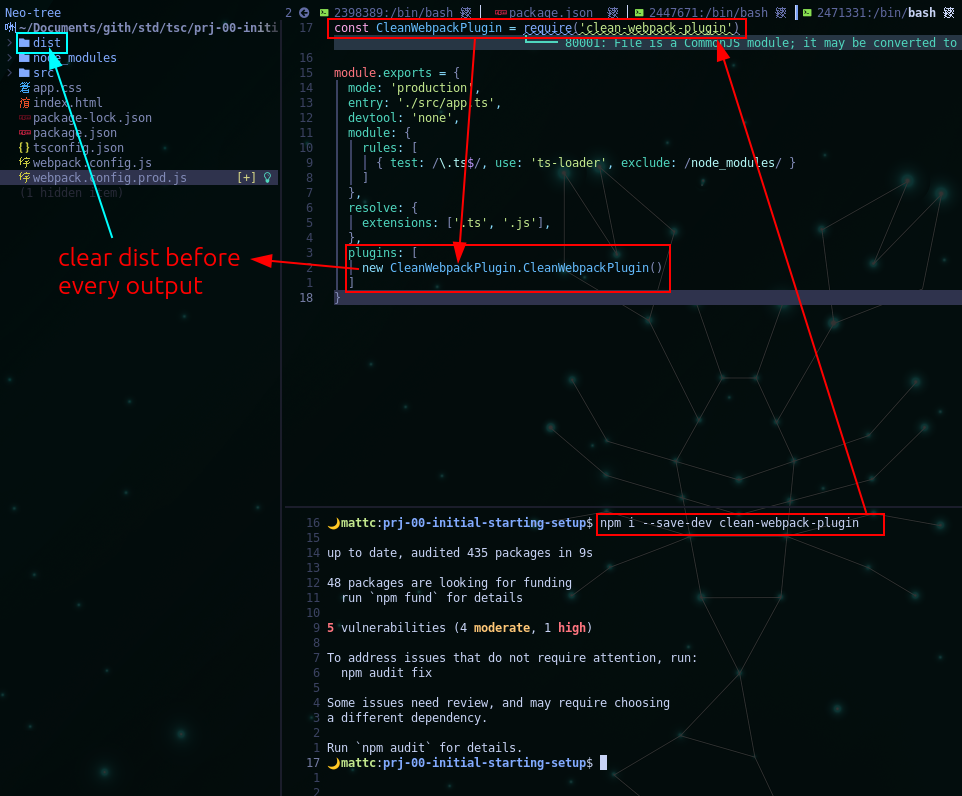 Neo-tree
~/Documents/gith/std/tsc/prj-00-initi
dist
node_modules
src
app.css
index.html
package-lock.json
package.json
tsconfig.json
webpack.config.js
webpack.config.prod.js [+]
(1 hidden item)
clear dist before
every output
2 2398389:/bin/bash package.json 2447671:/bin/bash 2471331:/bin/bash
17 const CleanWebpackPlugin = require('clean-webpack-plugin')
80001: File is a CommonJS module; it may be converted to
16
15 module.exports = {
14 mode: 'production',
13 entry: './src/app.ts',
12 devtool: 'none',
11 module: {
10 rules: [
9 { test: /\.ts$/, use: 'ts-loader', exclude: /node_modules/ }
8 ]
7 },
6 resolve: {
5 extensions: ['.ts', '.js'],
4 },
3 plugins: [
2 new CleanWebpackPlugin.CleanWebpackPlugin()
1 ]
18 }
16 mattc:prj-00-initial-starting-setup$ npm i --save-dev clean-webpack-plugin
15
14 up to date, audited 435 packages in 9s
13
12 48 packages are looking for funding
11 run `npm fund` for details
10
9 5 vulnerabilities (4 moderate, 1 high)
8
7 To address issues that do not require attention, run:
6 npm audit fix
5
4 Some issues need review, and may require choosing
3 a different dependency.
2
1 Run `npm audit` for details.
17 mattc:prj-00-initial-starting-setup$
1
2